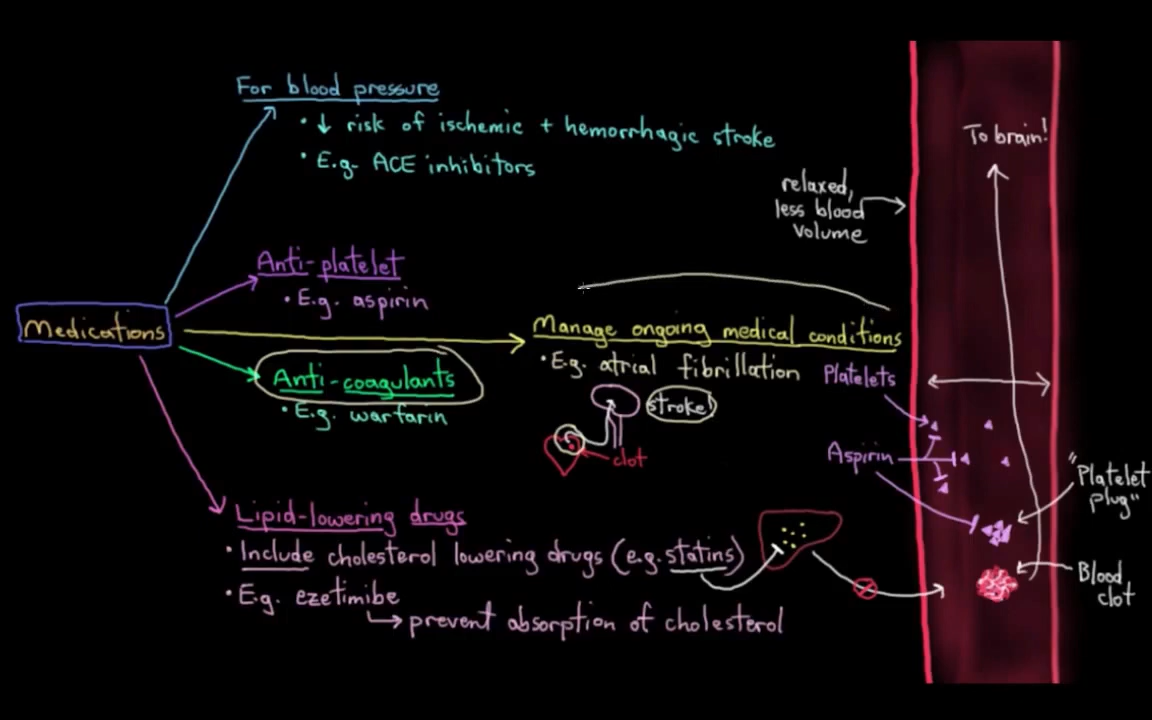 For blood pressure
• ↓ risk of ischemic + hemorrhagic stroke
• E.g. ACE inhibitors
To brain!
relaxed,
less blood
volume
Anti-platelet
• E.g. aspirin
Medications
Manage ongoing medical conditions
• E.g. atrial fibrillation
Anti-coagulants
• E.g. warfarin
stroke!
clot
Platelets
Aspirin
"Platelet
plug"
Blood
clot
Lipid-lowering drugs
• Include cholesterol lowering drugs (e.g. statins)
• E.g. ezetimibe
↳ prevent absorption of cholesterol